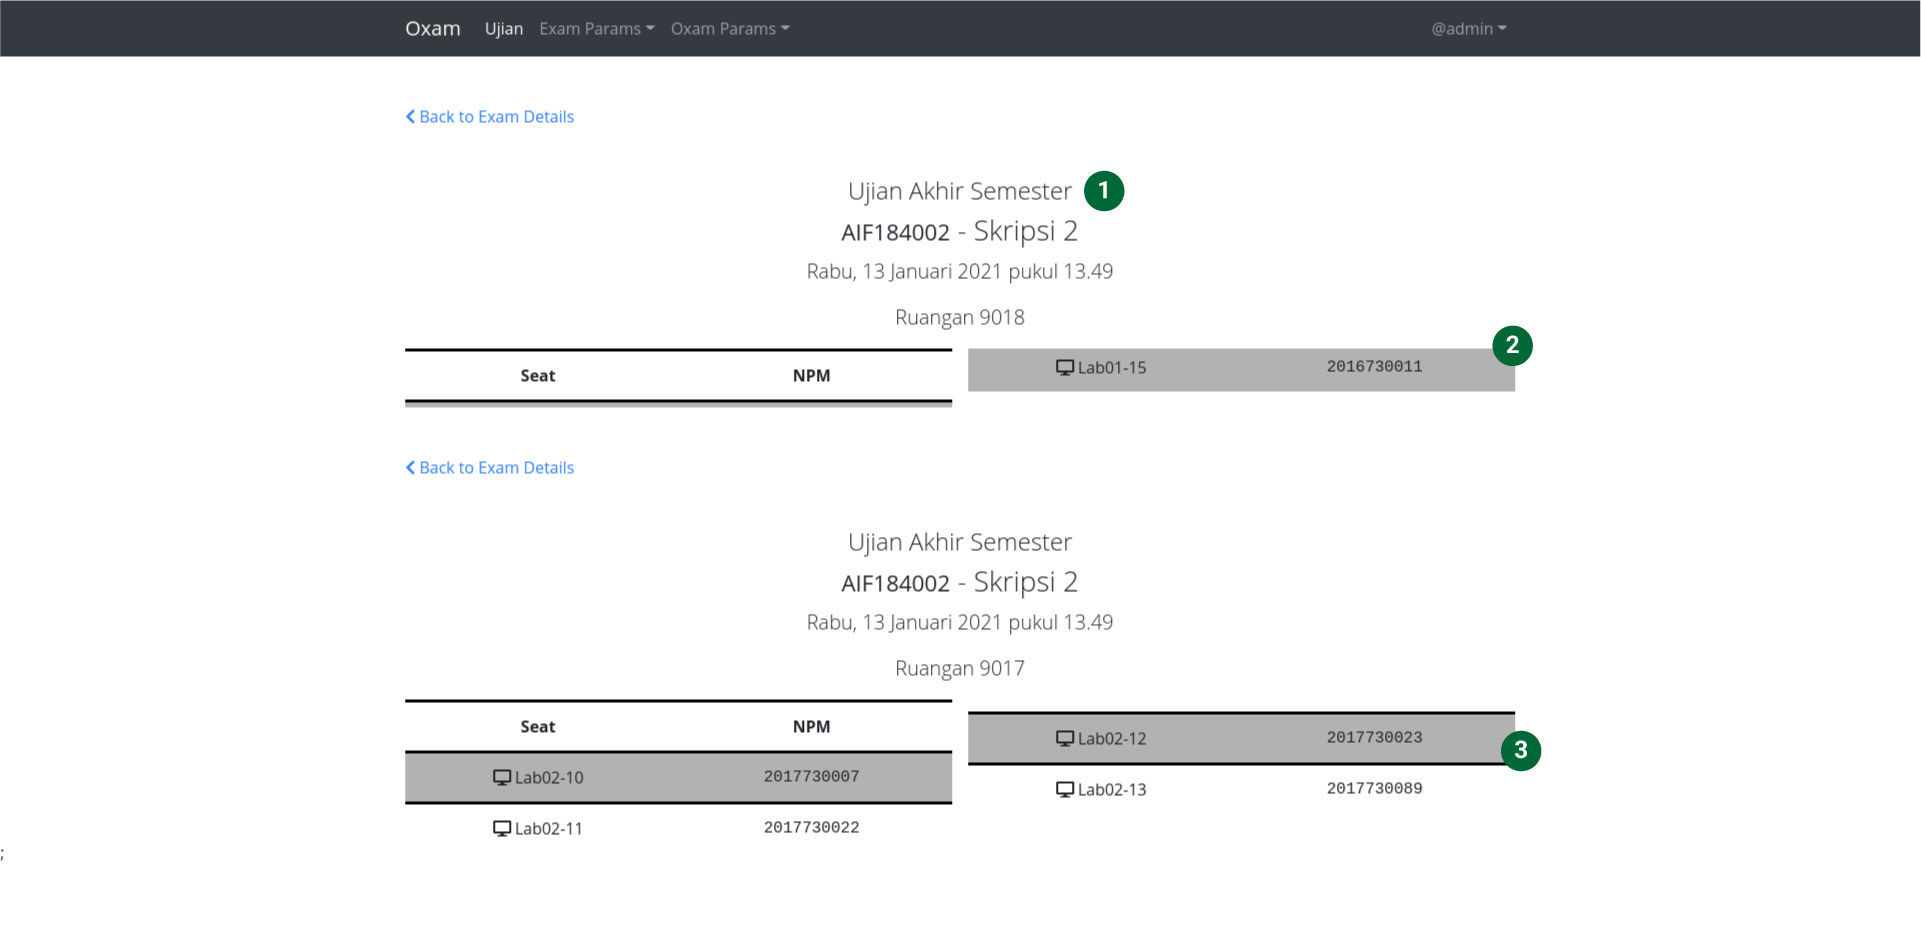 Oxam Ujian Exam Params Oxam Params @admin
Back to Exam Details
Ujian Akhir Semester 1
AIF184002 - Skripsi 2
Rabu, 13 Januari 2021 pukul 13.49
Ruangan 9018
2
Seat NPM
Lab01-15 2016730011
Back to Exam Details
Ujian Akhir Semester
AIF184002 - Skripsi 2
Rabu, 13 Januari 2021 pukul 13.49
Ruangan 9017
Seat NPM
Lab02-10 2017730007
Lab02-11 2017730022
Lab02-12 2017730023
3
Lab02-13 2017730089
;